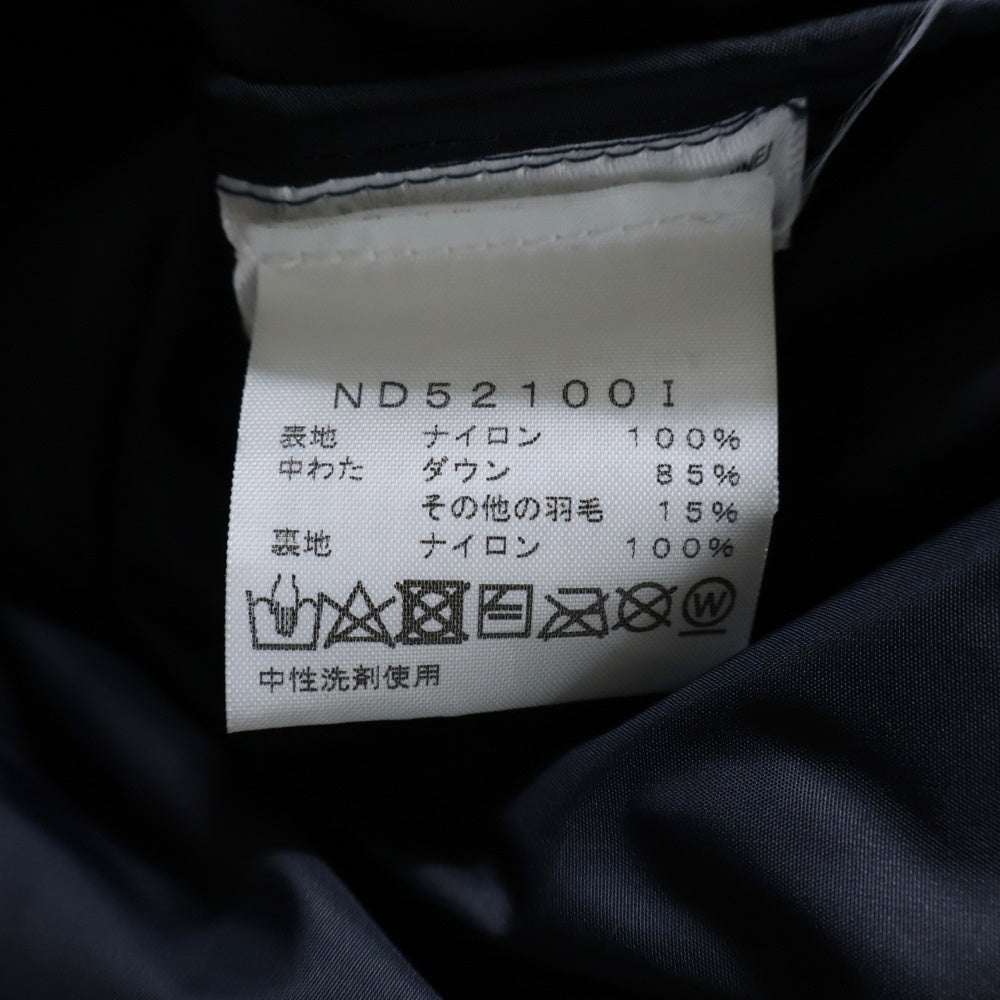 ND52100I
表地 ナイロン 100%
中わた ダウン 85%
その他の羽毛 15%
裏地 ナイロン 100%
W
中性洗剤使用